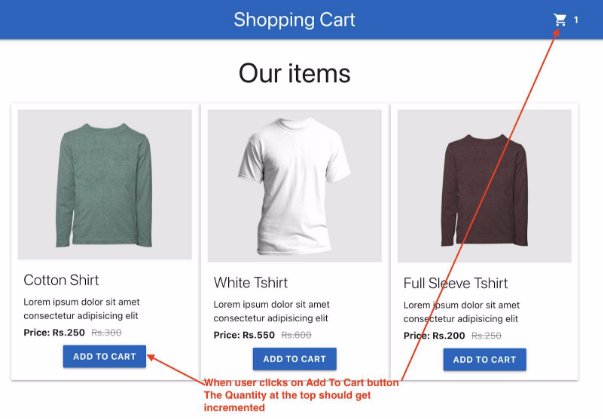 Shopping Cart
1
Our items
Cotton Shirt
Lorem ipsum dolor sit amet
consectetur adipisicing elit
Price: Rs.250 Rs.300
ADD TO CART
White Tshirt
Lorem ipsum dolor sit amet
consectetur adipisicing elit
Price: Rs.550 Rs.600
ADD TO CART
Full Sleeve Tshirt
Lorem ipsum dolor sit amet
consectetur adipisicing elit
Price: Rs.200 Rs.250
ADD TO CART
When user clicks on Add To Cart button
The Quantity at the top should get
incremented